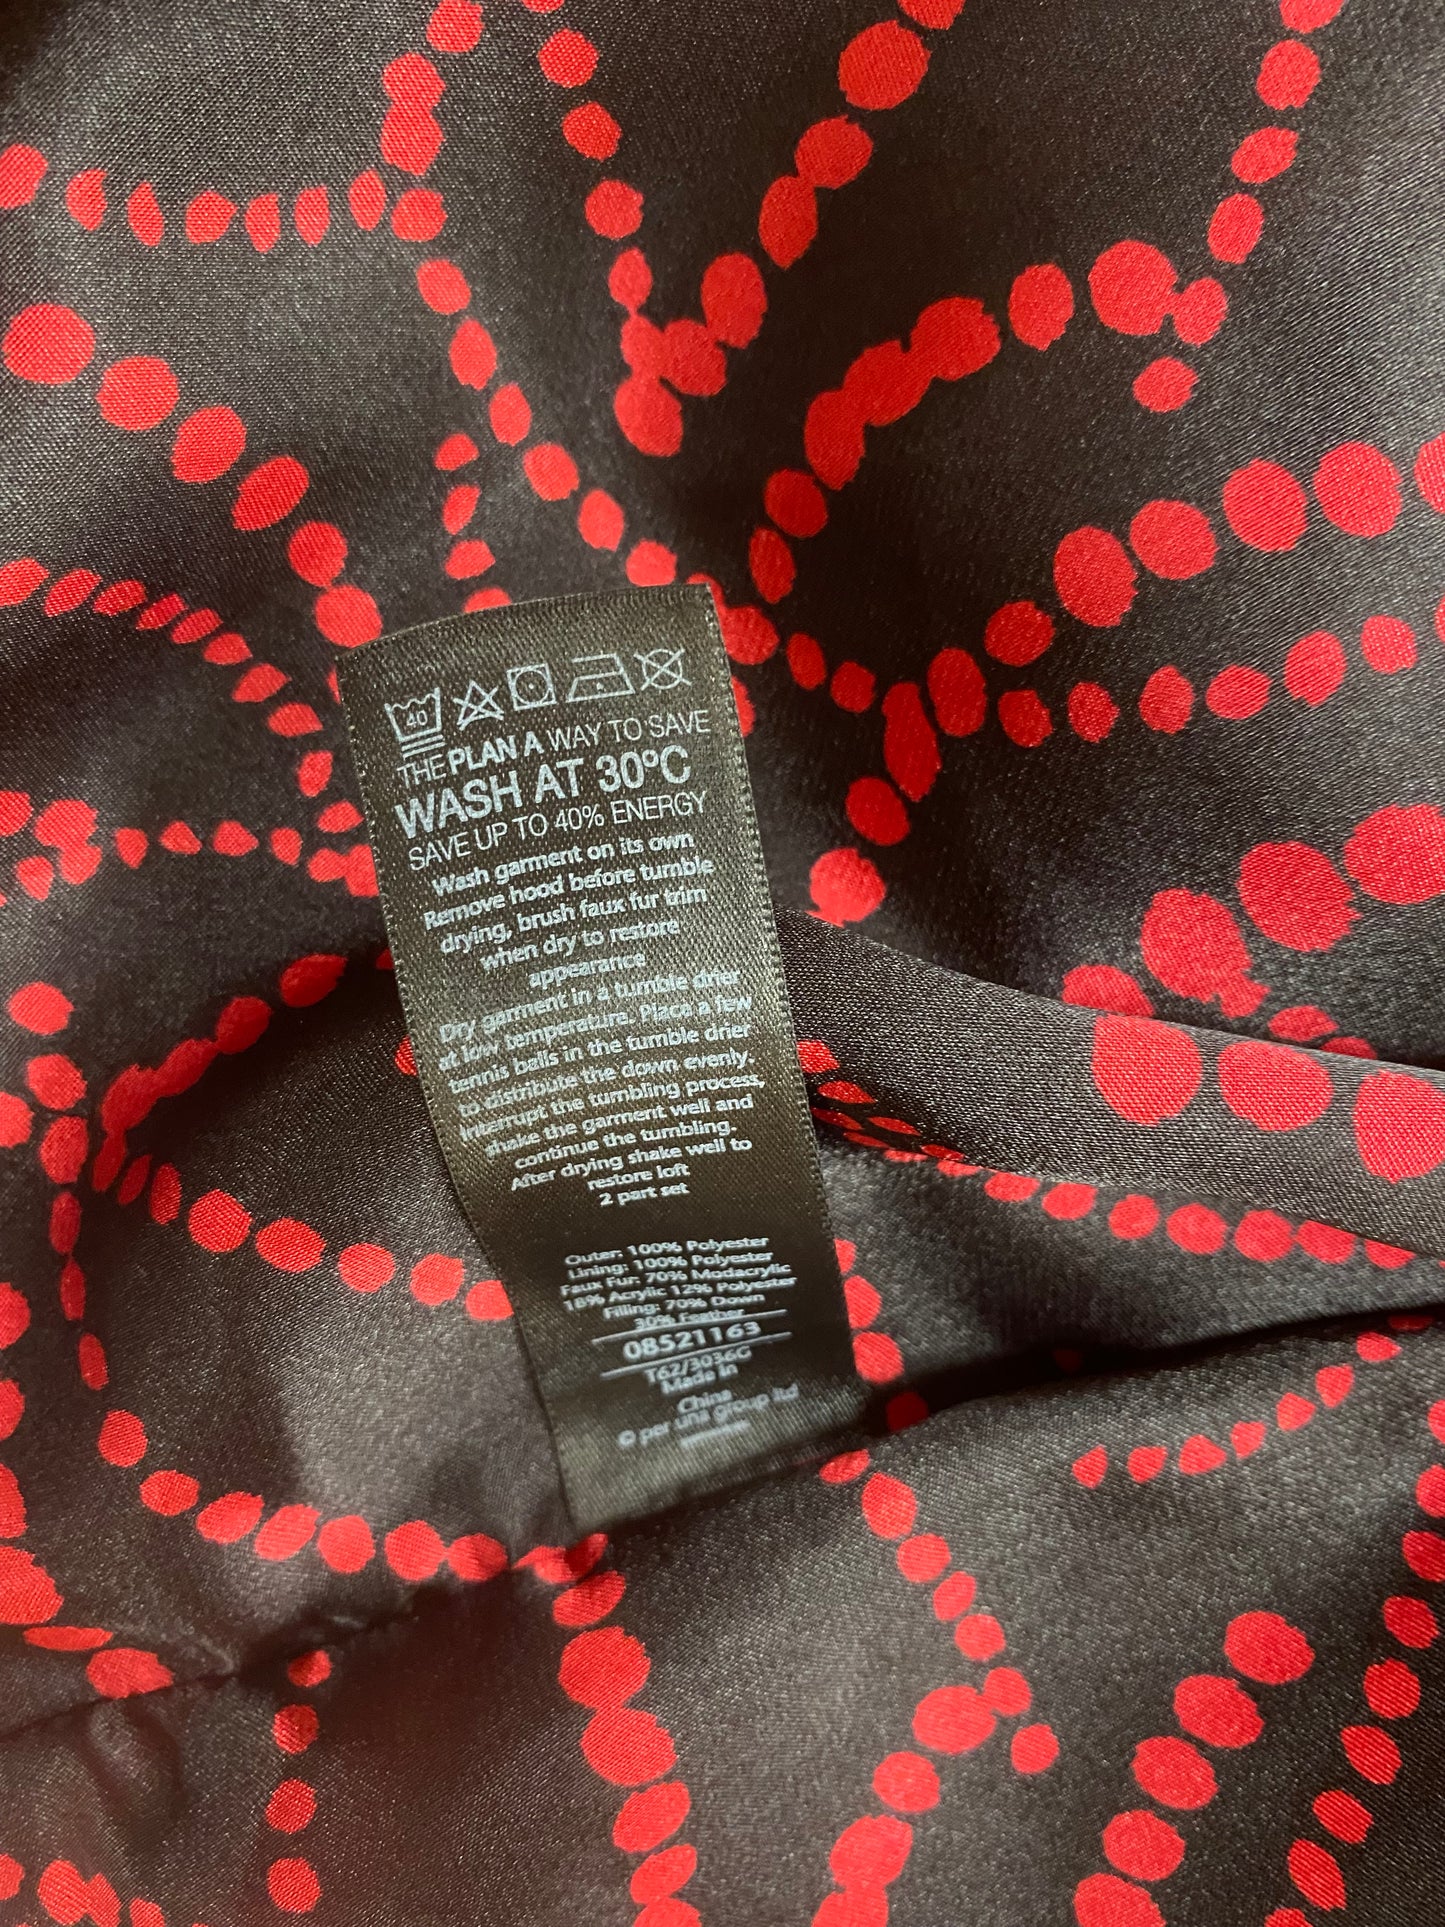 40
THE PLAN A WAY TO SAVE
WASH AT 30°C
SAVE UP TO 40% ENERGY
Wash garment on its own
Remove hood before tumble
drying, brush faux fur trim
when dry to restore
appearance
Dry garment in a tumble drier
at low temperature. Place a few
tennis balls in the tumble drier
to distribute the down evenly.
Interrupt the tumbling process,
shake the garment well and
continue the tumbling.
After drying shake well to
restore loft
2 part set
Outer: 100% Polyester
Lining: 100% Polyester
Faux Fur: 70% Modacrylic
18% Acrylic 12% Polyester
Filling: 70% Down
30% Feather
08521163
T62/3036G
Made In
China
© per una group ltd